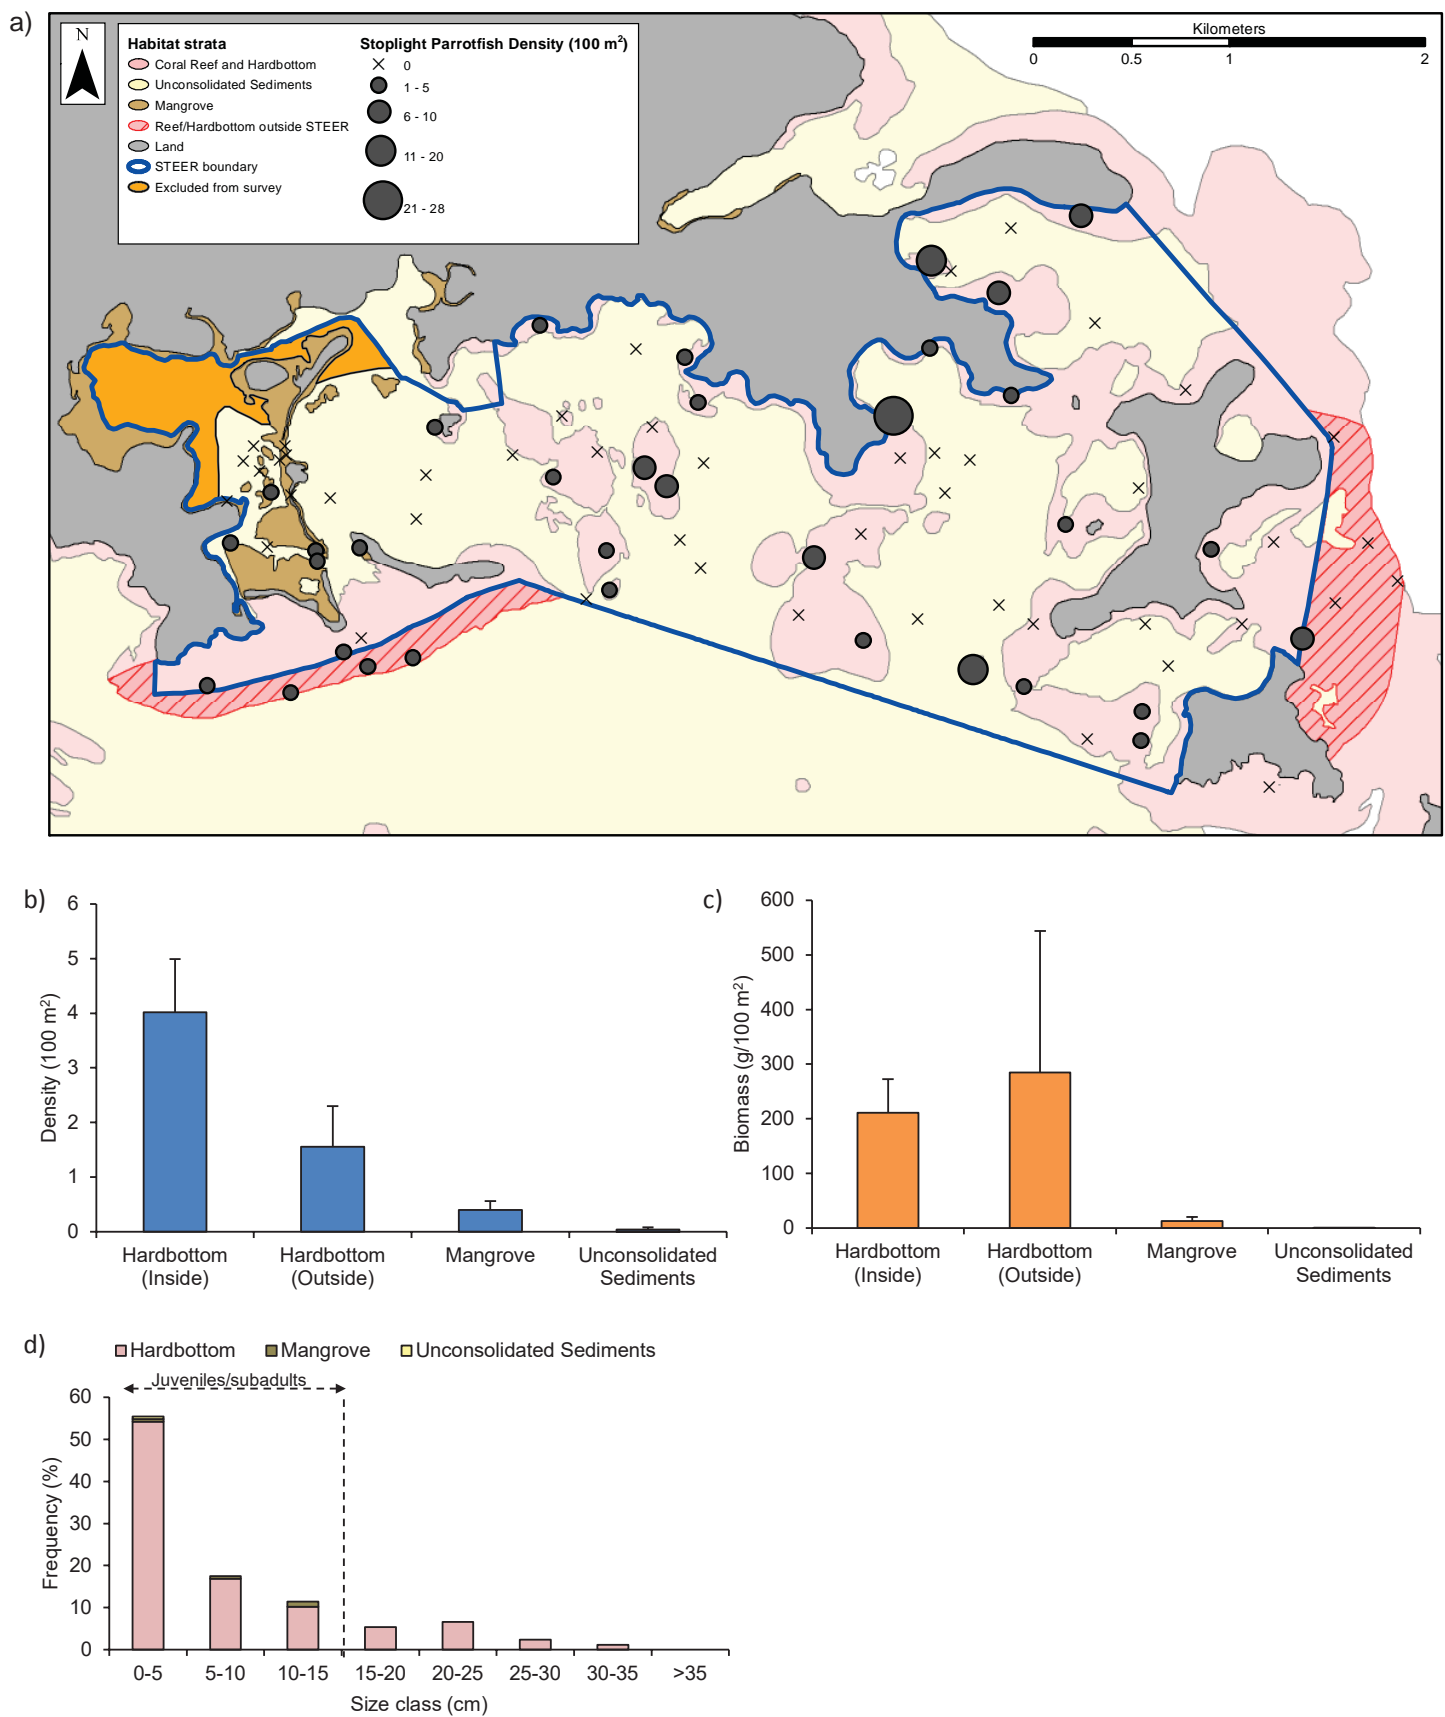 a)
N
Habitat strata
Coral Reef and Hardbottom
Unconsolidated Sediments
Mangrove
Reef/Hardbottom outside STEER
Land
STEER boundary
Excluded from survey
Stoplight Parrotfish Density (100 m²)
0
1 - 5
6 - 10
11 - 20
21 - 28
Kilometers
0 0.5 1 2
b)
Density (100 m²)
6
5
4
3
2
1
0
Hardbottom (Inside)
Hardbottom (Outside)
Mangrove
Unconsolidated Sediments
c)
Biomass (g/100 m²)
600
500
400
300
200
100
0
Hardbottom (Inside)
Hardbottom (Outside)
Mangrove
Unconsolidated Sediments
d)
Hardbottom Mangrove Unconsolidated Sediments
Juveniles/subadults
Frequency (%)
60
50
40
30
20
10
0
0-5 5-10 10-15 15-20 20-25 25-30 30-35 >35
Size class (cm)